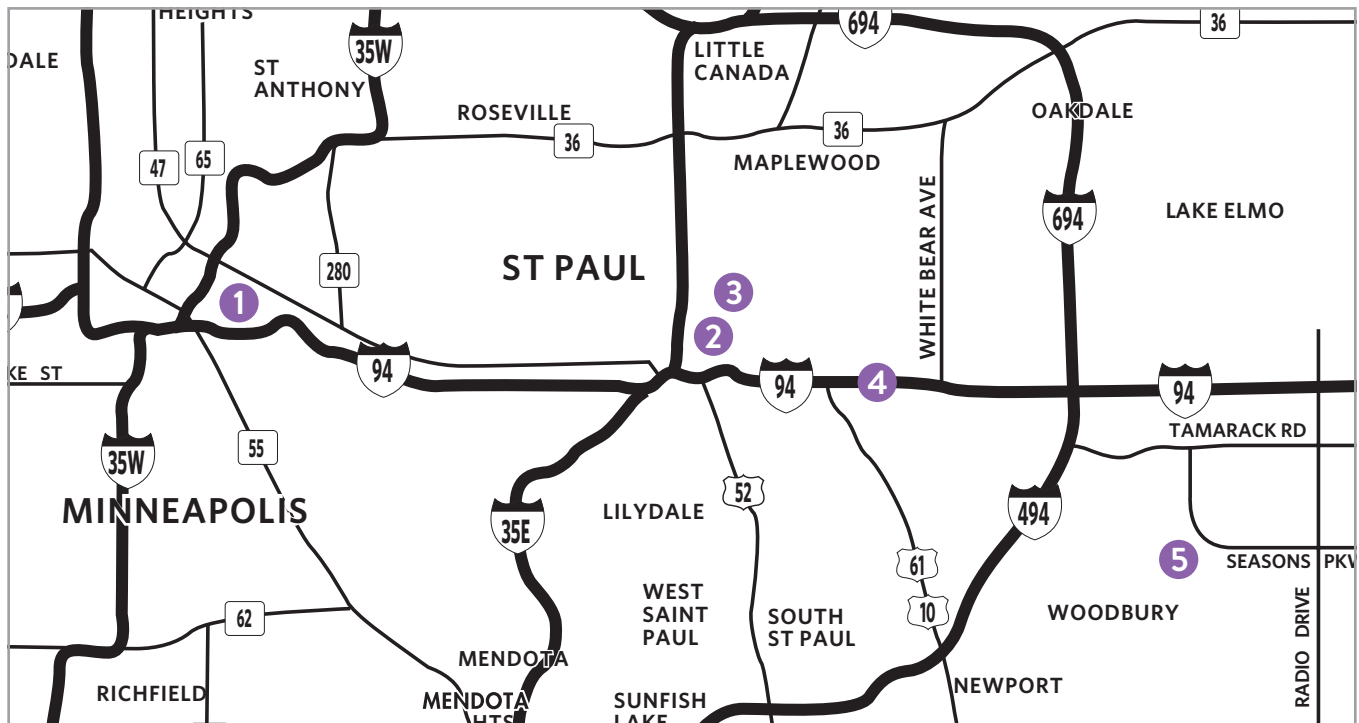 HEIGHTS
694
36
35W
LITTLE
CANADA
DALE
ST
ANTHONY
ROSEVILLE
OAKDALE
36
36
47
65
MAPLEWOOD
WHITE BEAR AVE
694
LAKE ELMO
ST PAUL
280
1
3
2
94
KE ST
94
4
94
TAMARACK RD
35W
55
52
MINNEAPOLIS
LILYDALE
35E
494
61
5
SEASONS PKW
WEST
SAINT
PAUL
SOUTH
ST PAUL
10
WOODBURY
62
RADIO DRIVE
MENDOTA
RICHFIELD
MENDOTA
HTS
SUNFISH
LAKE
NEWPORT